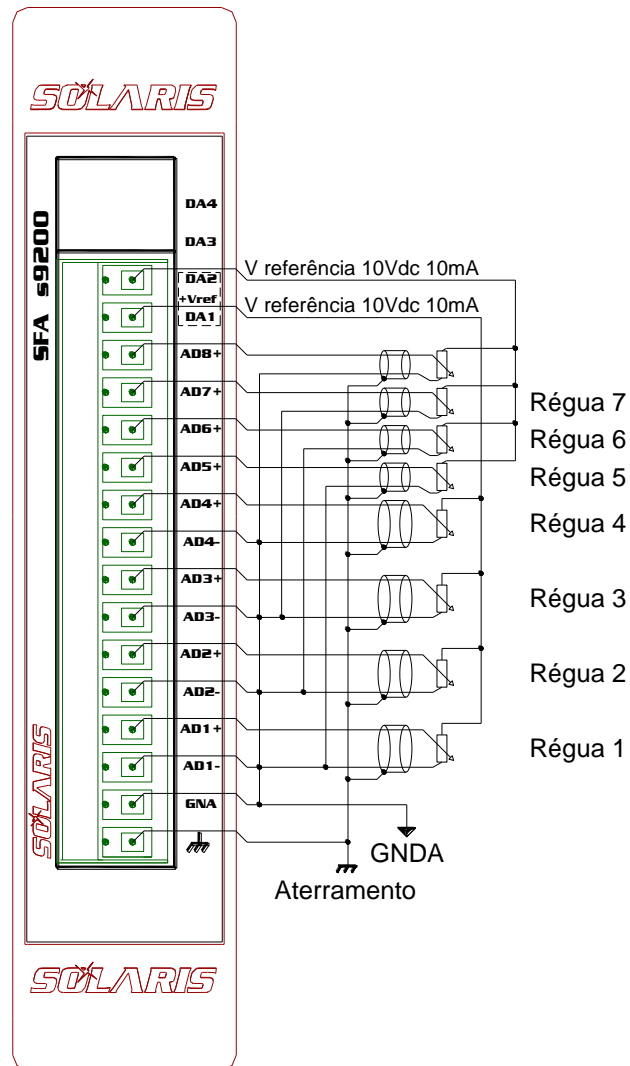 SOLARIS
SFA s9200
DA4
DA3
DA2
+Vref
DA1
AD8+
AD7+
AD6+
AD5+
AD4+
AD4-
AD3+
AD3-
AD2+
AD2-
AD1+
AD1-
GNA
V referência 10Vdc 10mA
V referência 10Vdc 10mA
Régua 7
Régua 6
Régua 5
Régua 4
Régua 3
Régua 2
Régua 1
GNDA
Aterramento
SOLARIS
SOLARIS